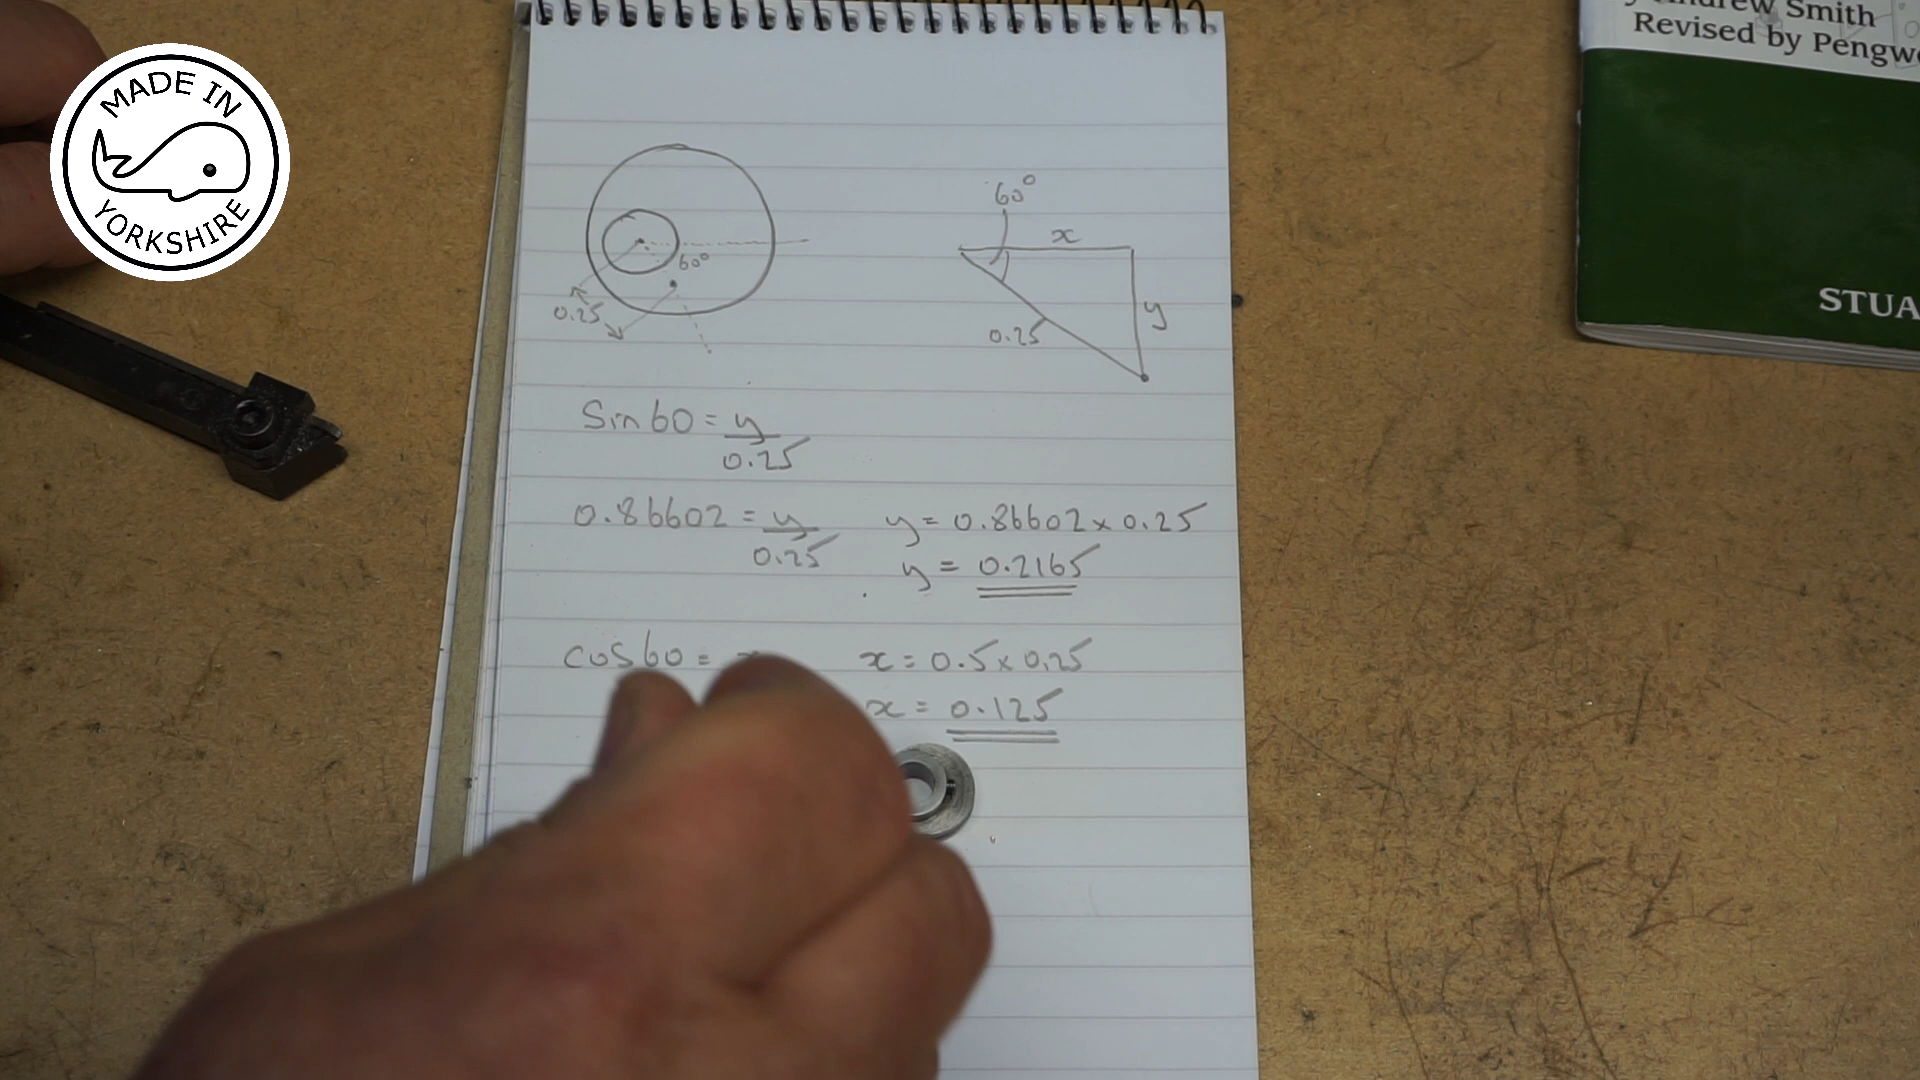 MADE IN
YORKSHIRE
Smith
Revised by
STUA
60°
x
y
0.25
60°
0.25
Sin 60 = y
0.25
0.86602 = y
0.25
y = 0.86602 x 0.25
y = 0.2165
cos 60 =
x = 0.5 x 0.25
x = 0.125